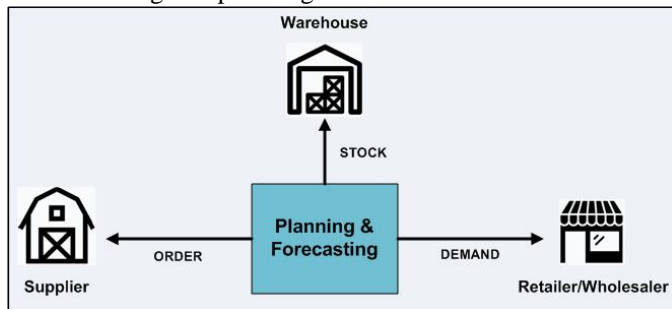 Warehouse
STOCK
Planning &
Forecasting
ORDER
DEMAND
Supplier
Retailer/Wholesaler